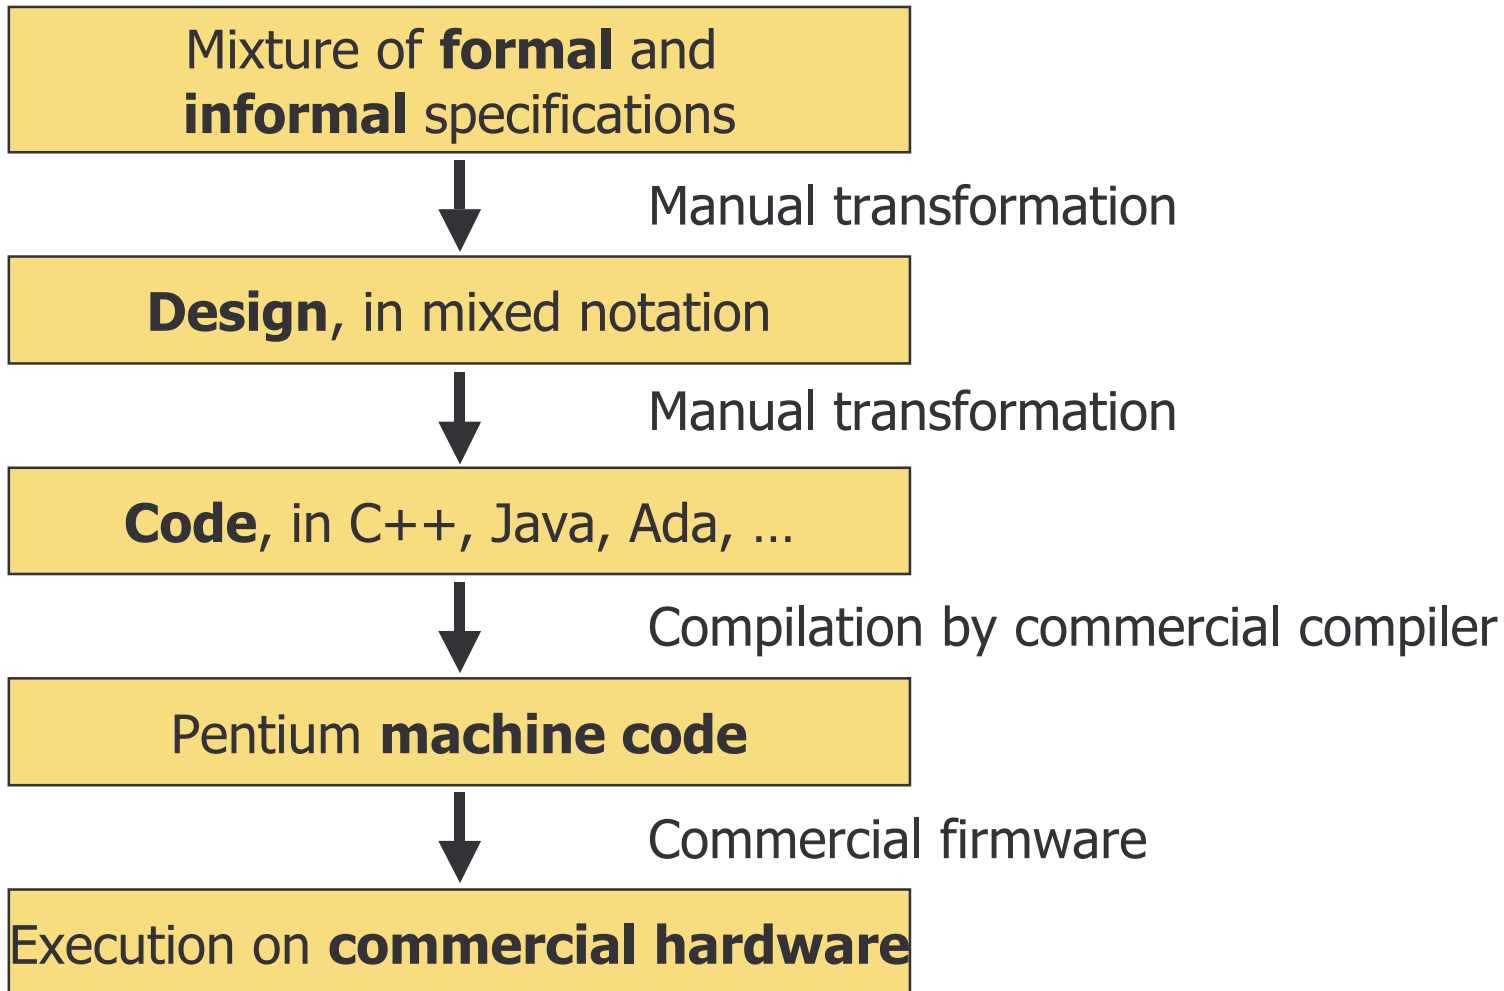 Mixture of formal and
informal specifications
Manual transformation
Design, in mixed notation
Manual transformation
Code, in C++, Java, Ada, …
Compilation by commercial compiler
Pentium machine code
Commercial firmware
Execution on commercial hardware